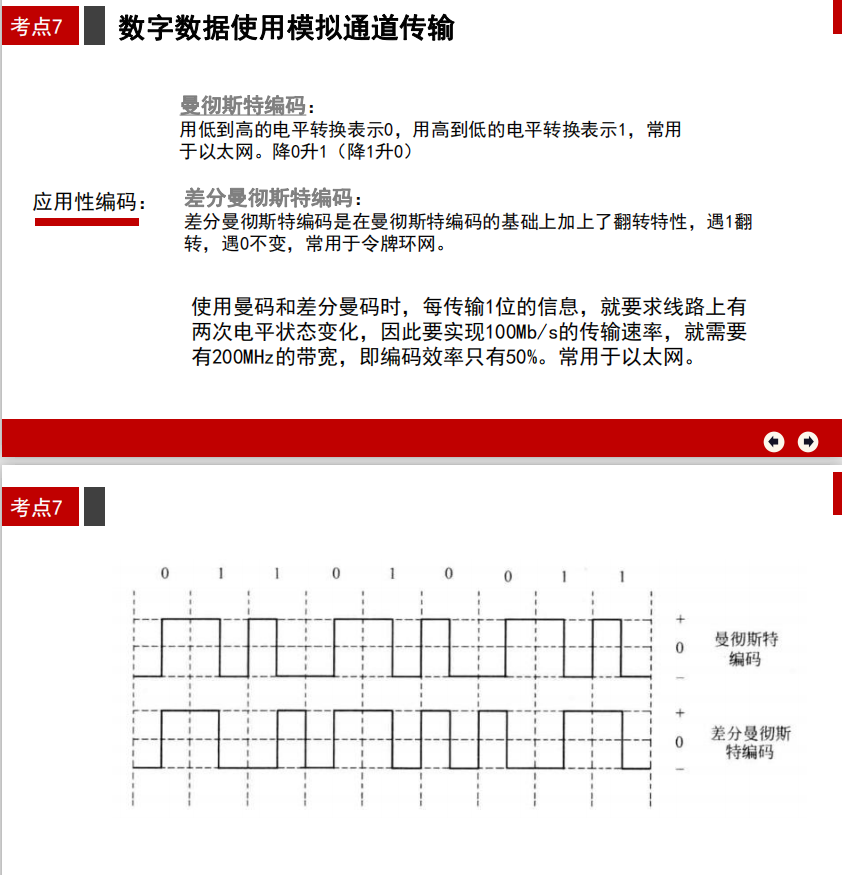 考点7
数字数据使用模拟通道传输
曼彻斯特编码：
用低到高的电平转换表示0，用高到低的电平转换表示1，常用
于以太网。降0升1（降1升0）
应用性编码：
差分曼彻斯特编码：
差分曼彻斯特编码是在曼彻斯特编码的基础上加上了翻转特性，遇1翻
转，遇0不变，常用于令牌环网。
使用曼码和差分曼码时，每传输1位的信息，就要求线路上有
两次电平状态变化，因此要实现100Mb/s的传输速率，就需要
有200MHz的带宽，即编码效率只有50%。常用于以太网。
考点7
0 1 1 0 1 0 0 1 1
+
0
−
曼彻斯特
编码
+
0
−
差分曼彻斯
特编码